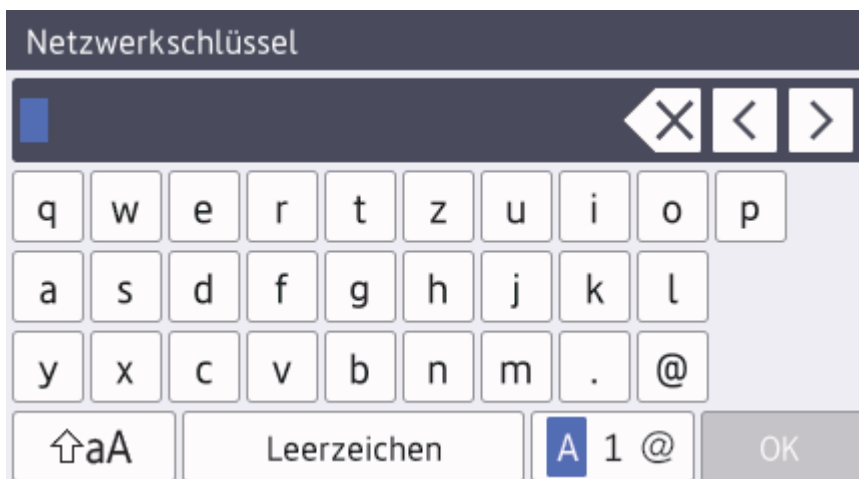 Netzwerkschlüssel
q w e r t z u i o p
a s d f g h j k l
y x c v b n m . @
aA Leerzeichen A 1 @ OK